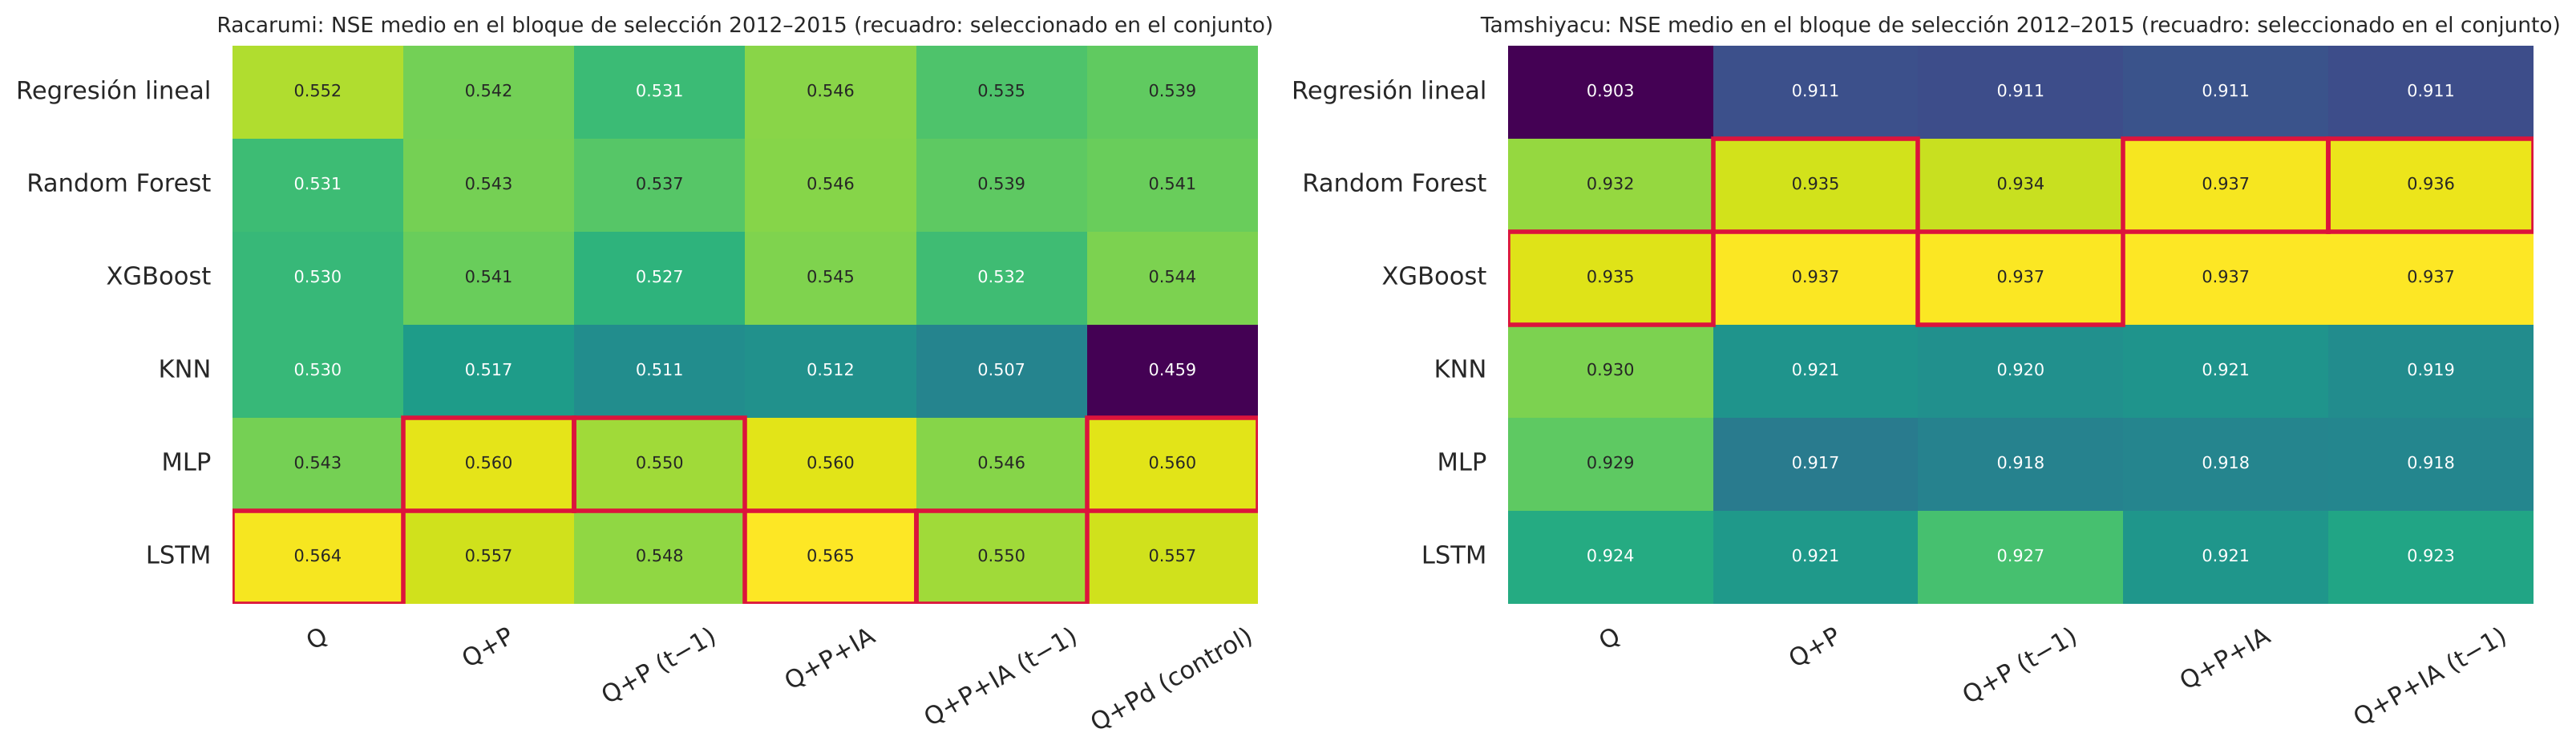 Racarumi: NSE medio en el bloque de selección 2012–2015 (recuadro: seleccionado en el conjunto)
Regresión lineal 0.552 0.542 0.531 0.546 0.535 0.539
Random Forest 0.531 0.543 0.537 0.546 0.539 0.541
XGBoost 0.530 0.541 0.527 0.545 0.532 0.544
KNN 0.530 0.517 0.511 0.512 0.507 0.459
MLP 0.543 0.560 0.550 0.560 0.546 0.560
LSTM 0.564 0.557 0.548 0.565 0.550 0.557
Q Q+P Q+P (t−1) Q+P+IA Q+P+IA (t−1) Q+Pd (control)
Tamshiyacu: NSE medio en el bloque de selección 2012–2015 (recuadro: seleccionado en el conjunto)
Regresión lineal 0.903 0.911 0.911 0.911 0.911
Random Forest 0.932 0.935 0.934 0.937 0.936
XGBoost 0.935 0.937 0.937 0.937 0.937
KNN 0.930 0.921 0.920 0.921 0.919
MLP 0.929 0.917 0.918 0.918 0.918
LSTM 0.924 0.921 0.927 0.921 0.923
Q Q+P Q+P (t−1) Q+P+IA Q+P+IA (t−1)